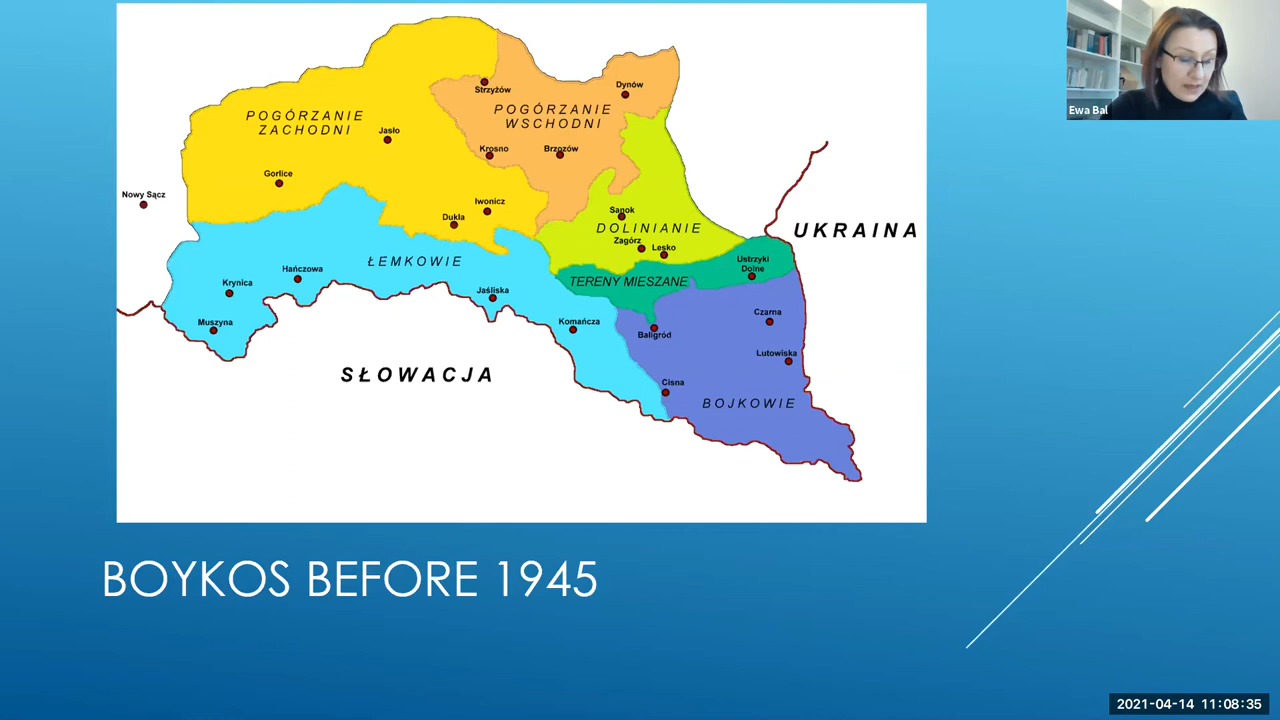 Ewa Bal
Strzyżów
Dynów
POGÓRZANIE
ZACHODNI
POGÓRZANIE
WSCHODNI
Jasło
Krosno
Brzozów
Gorlice
Nowy Sącz
Iwonicz
Dukla
Sanok
DOLINIANIE
Zagórz
Lesko
UKRAINA
ŁEMKOWIE
Hańczowa
Krynica
Ustrzyki
Dolne
TERENY MIESZANE
Jaśliska
Muszyna
Komańcza
Baligród
Czarna
Lutowiska
SŁOWACJA
Cisna
BOJKOWIE
BOYKOS BEFORE 1945
2021-04-14 11:08:35